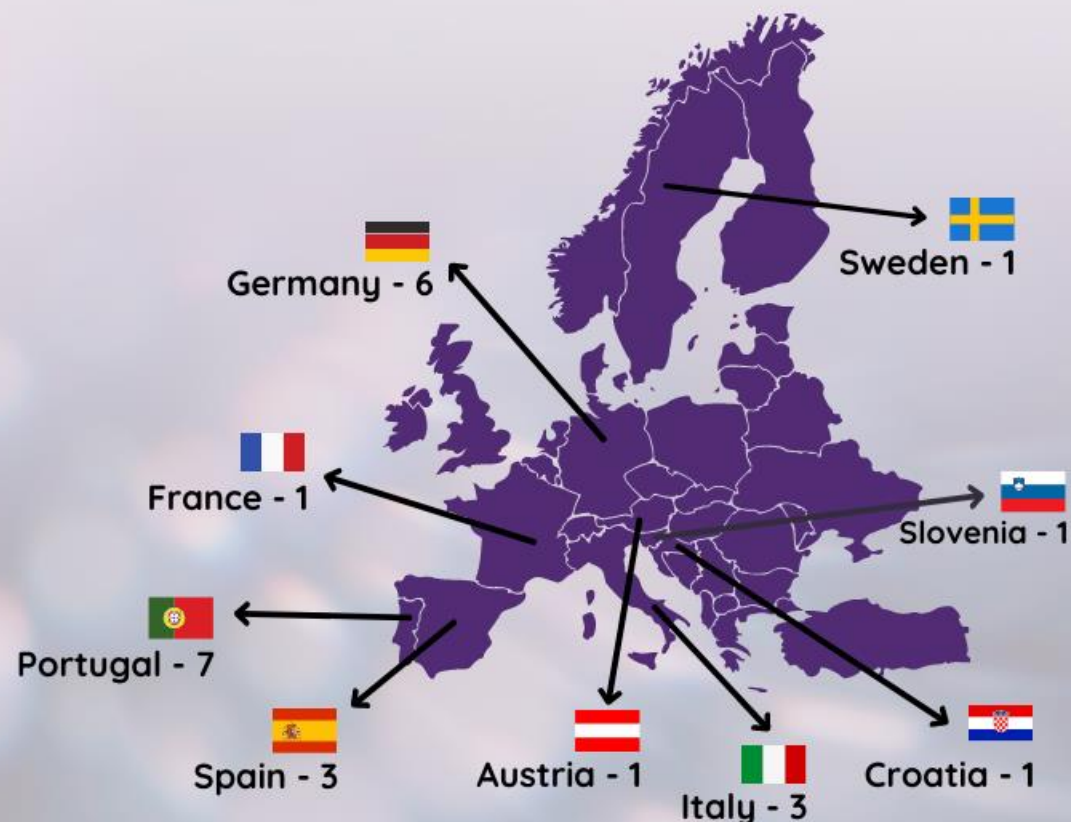 Sweden - 1
Germany - 6
France - 1
Slovenia - 1
Portugal - 7
Spain - 3
Austria - 1
Croatia - 1
Italy - 3